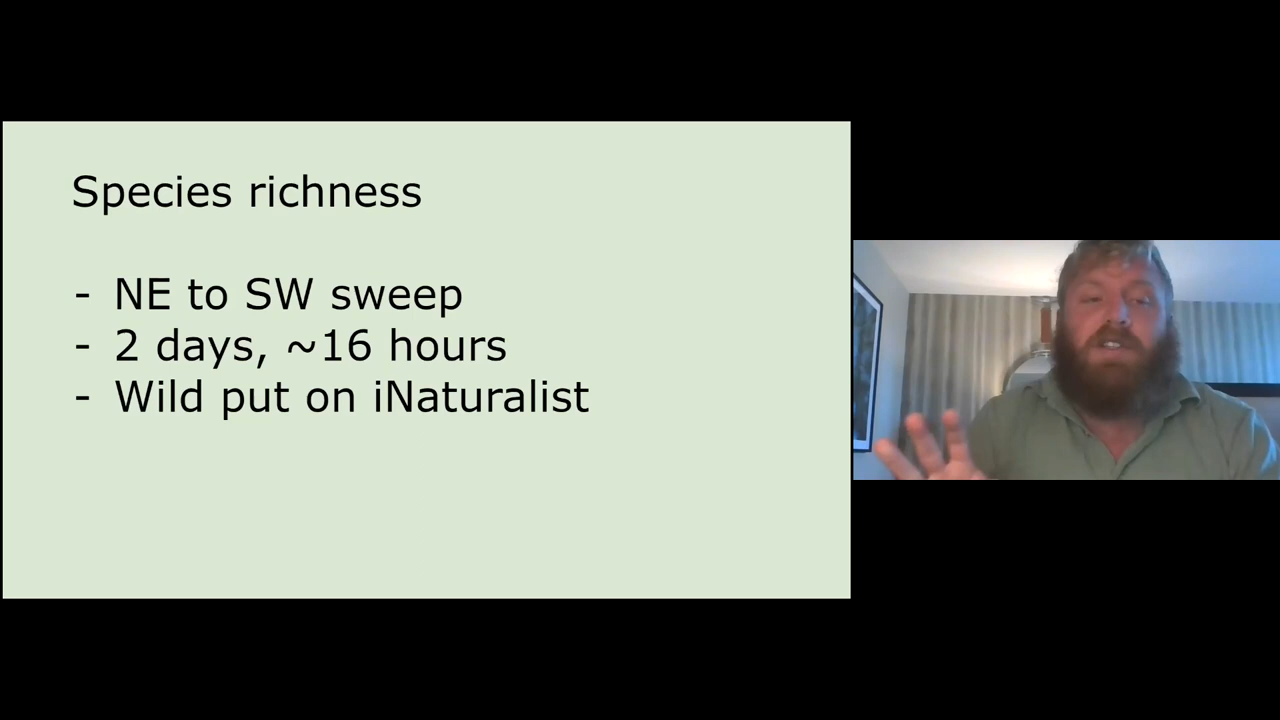 Species richness
- NE to SW sweep
- 2 days, ~16 hours
- Wild put on iNaturalist